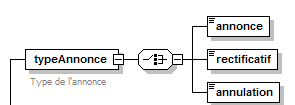 annonce
typeAnnonce
rectificatif
Type de l'annonce
annulation